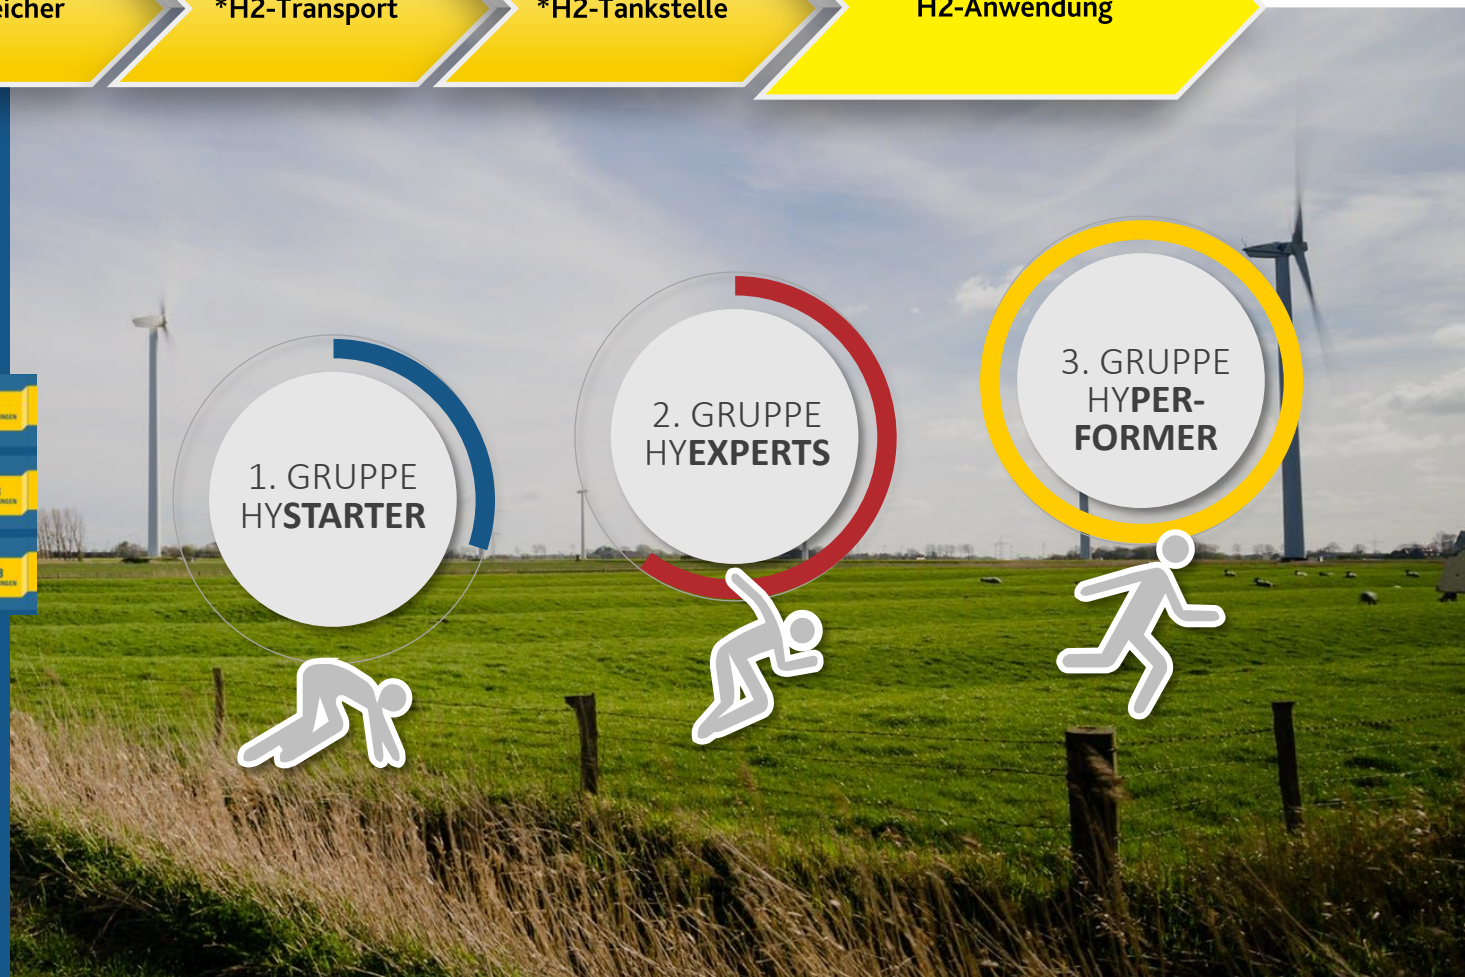 eicher
*H2-Transport
*H2-Tankstelle
H2-Anwendung
1. GRUPPE
HYSTARTER
2. GRUPPE
HYEXPERTS
3. GRUPPE
HYPER-
FORMER